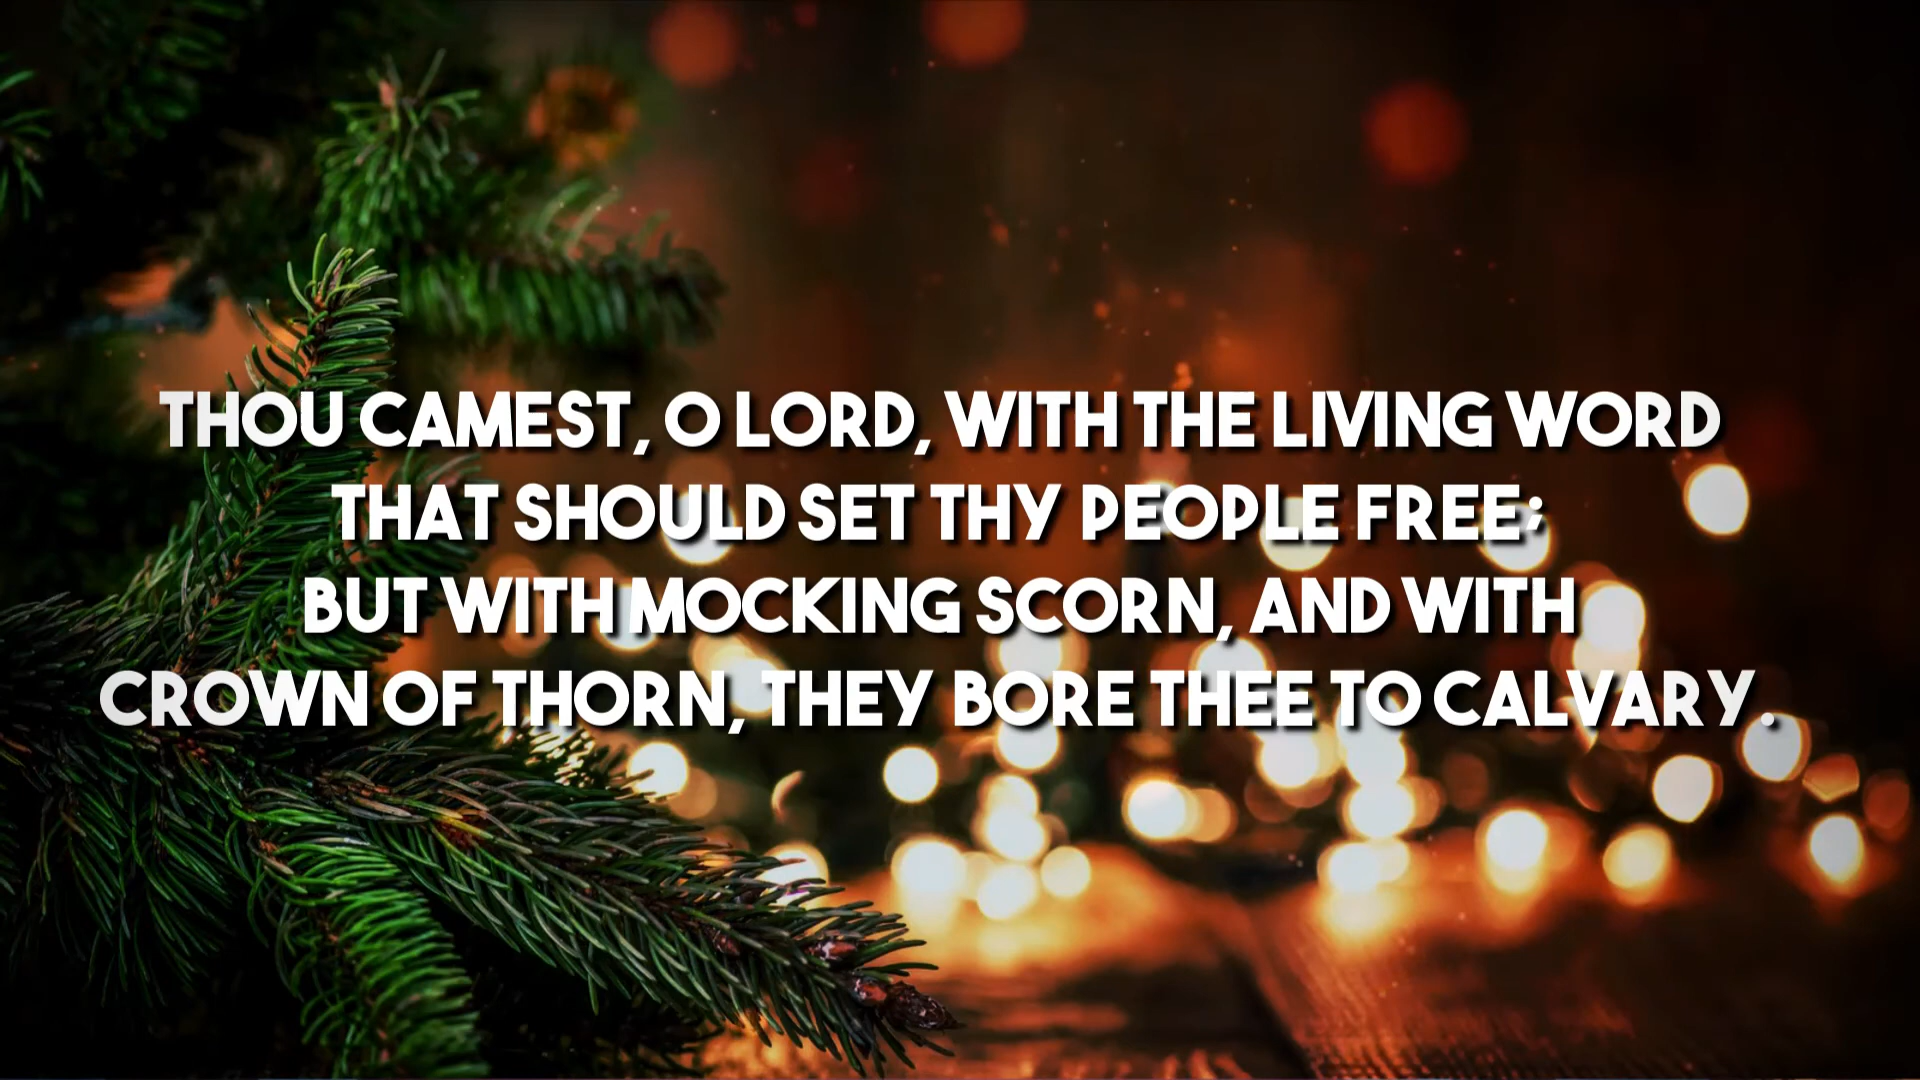 THOU CAMEST, O LORD, WITH THE LIVING WORD
THAT SHOULD SET THY PEOPLE FREE;
BUT WITH MOCKING SCORN, AND WITH
CROWN OF THORN, THEY BORE THEE TO CALVARY.